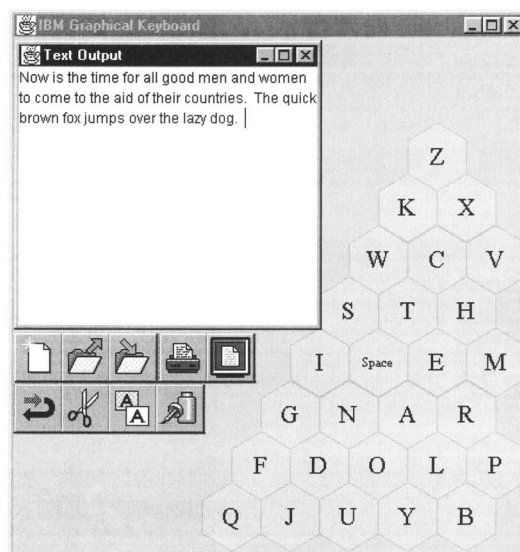 IBM Graphical Keyboard
Text Output
Now is the time for all good men and women
to come to the aid of their countries.  The quick
brown fox jumps over the lazy dog.
Z
K X
W C V
S T H
I Space E M
G N A R
F D O L P
Q J U Y B